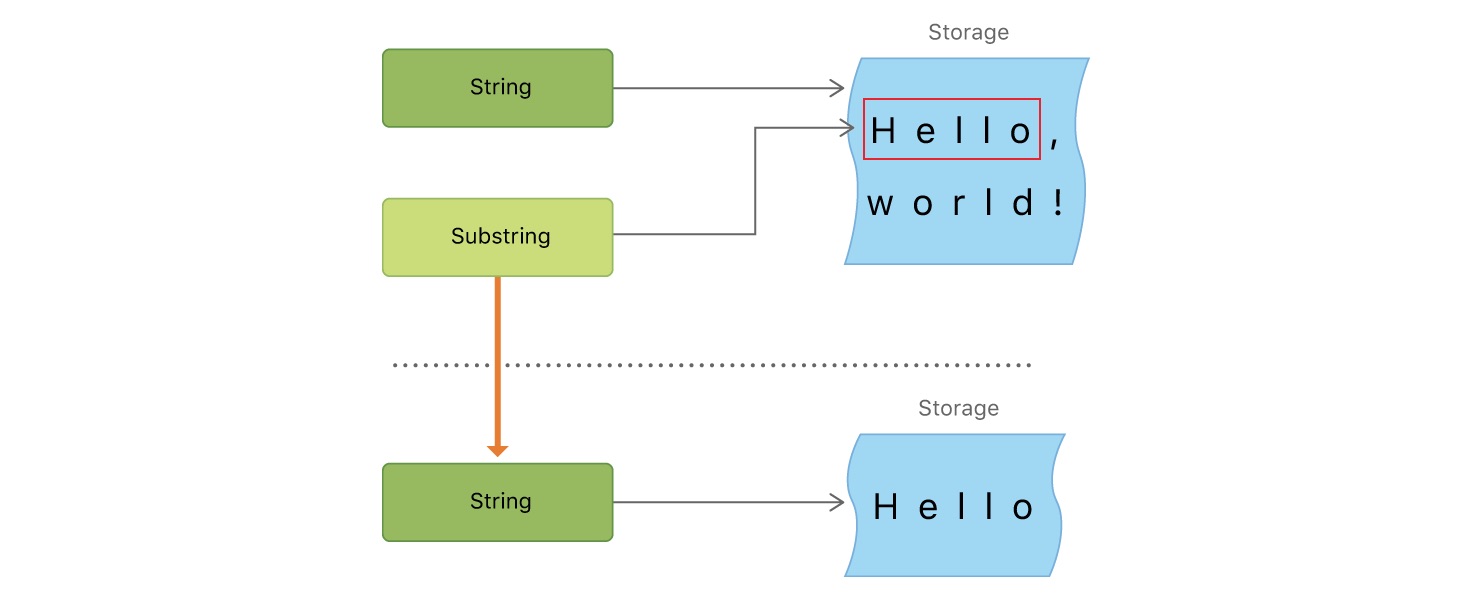 Storage
String
H e l l o ,
w o r l d !
Substring
Storage
String
H e l l o